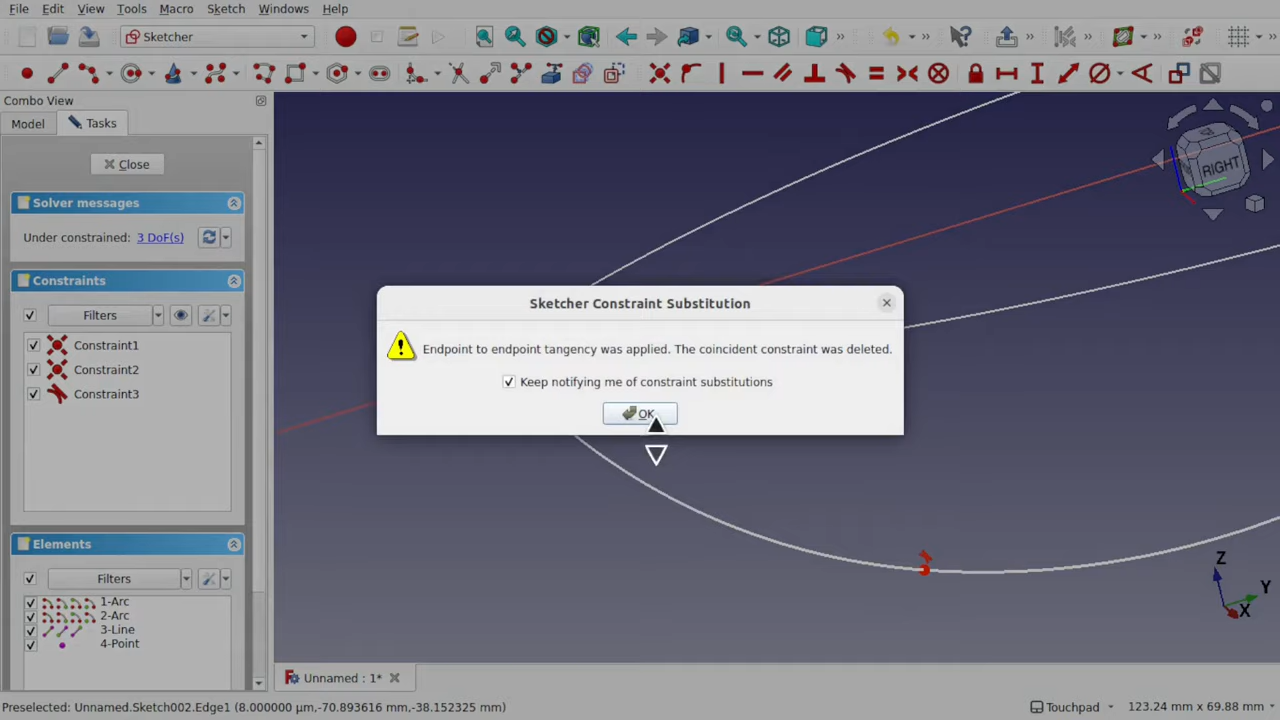 File Edit View Tools Macro Sketch Windows Help
Sketcher
Combo View
Model Tasks
Close
Solver messages
Under constrained: 3 DoF(s)
Constraints
Filters
Constraint1
Constraint2
Constraint3
Elements
Filters
1-Arc
2-Arc
3-Line
4-Point
Sketcher Constraint Substitution
Endpoint to endpoint tangency was applied. The coincident constraint was deleted.
Keep notifying me of constraint substitutions
OK
RIGHT
Z
Y
X
Unnamed : 1*
Preselected: Unnamed.Sketch002.Edge1 (8.000000 µm,-70.893616 mm,-38.152325 mm)
Touchpad
123.24 mm x 69.88 mm